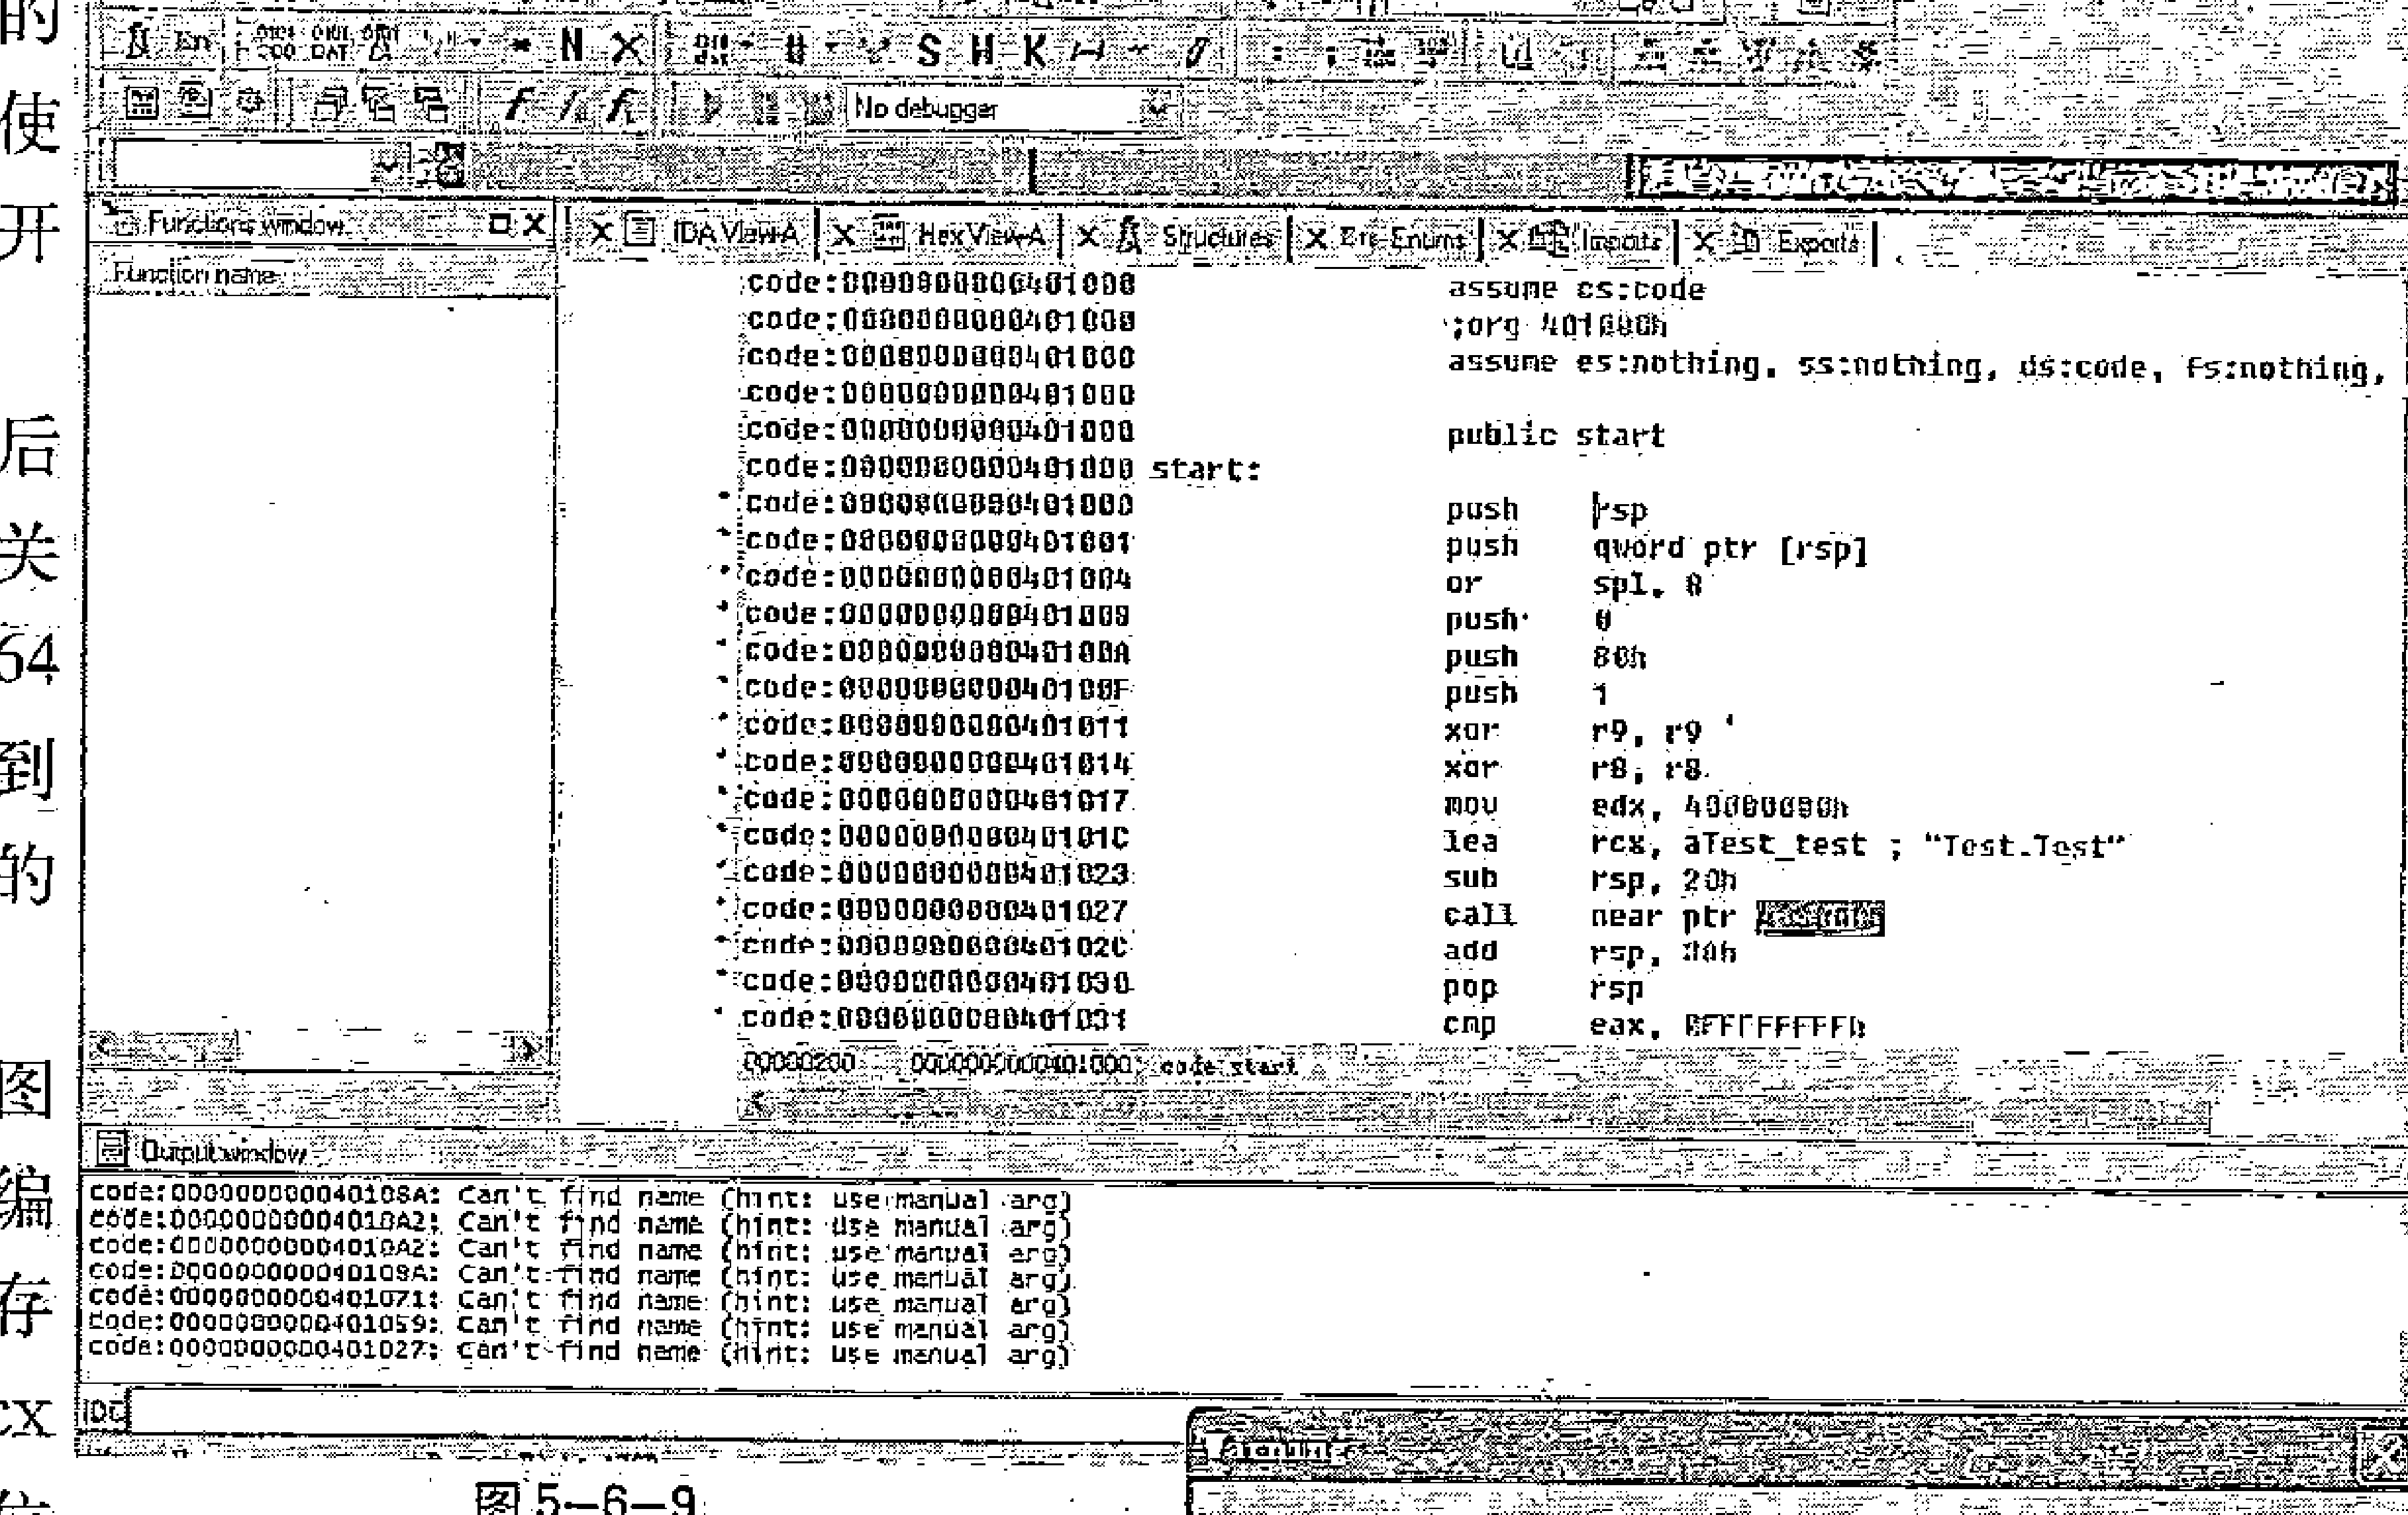 的
使
开
后
关
64
到
的
图
编
存
CX
N X S H K
No debugger
Functions window
Function name
IDA View-A Hex View-A Structures Enums Imports Exports
code:0000000000401000 assume cs:code
code:0000000000401000 ;org 401000h
code:0000000000401000 assume es:nothing, ss:nothing, ds:code, fs:nothing,
code:0000000000401000
code:0000000000401000 public start
code:0000000000401000 start:
code:0000000000401000 push rsp
code:0000000000401001 push qword ptr [rsp]
code:0000000000401004 or spl, 8
code:0000000000401008 push 0
code:000000000040100A push 80h
code:000000000040100F push 1
code:0000000000401011 xor r9, r9
code:0000000000401014 xor r8, r8
code:0000000000401017 mov edx, 40000000h
code:000000000040101C lea rcx, aTest_test ; "Test.Test"
code:0000000000401023 sub rsp, 20h
code:0000000000401027 call near ptr
code:000000000040102C add rsp,
code:0000000000401030 pop rsp
code:0000000000401031 cmp eax, 0FFFFFFFFh
00000200 0000000000401000: code:start
Output window
code:000000000040108A: Can't find name (hint: use manual arg)
code:00000000004010A2: Can't find name (hint: use manual arg)
code:00000000004010A2: Can't find name (hint: use manual arg)
code:000000000040108A: Can't find name (hint: use manual arg)
code:0000000000401071: Can't find name (hint: use manual arg)
code:0000000000401059: Can't find name (hint: use manual arg)
code:0000000000401027: Can't find name (hint: use manual arg)
IDC
图 5-6-9